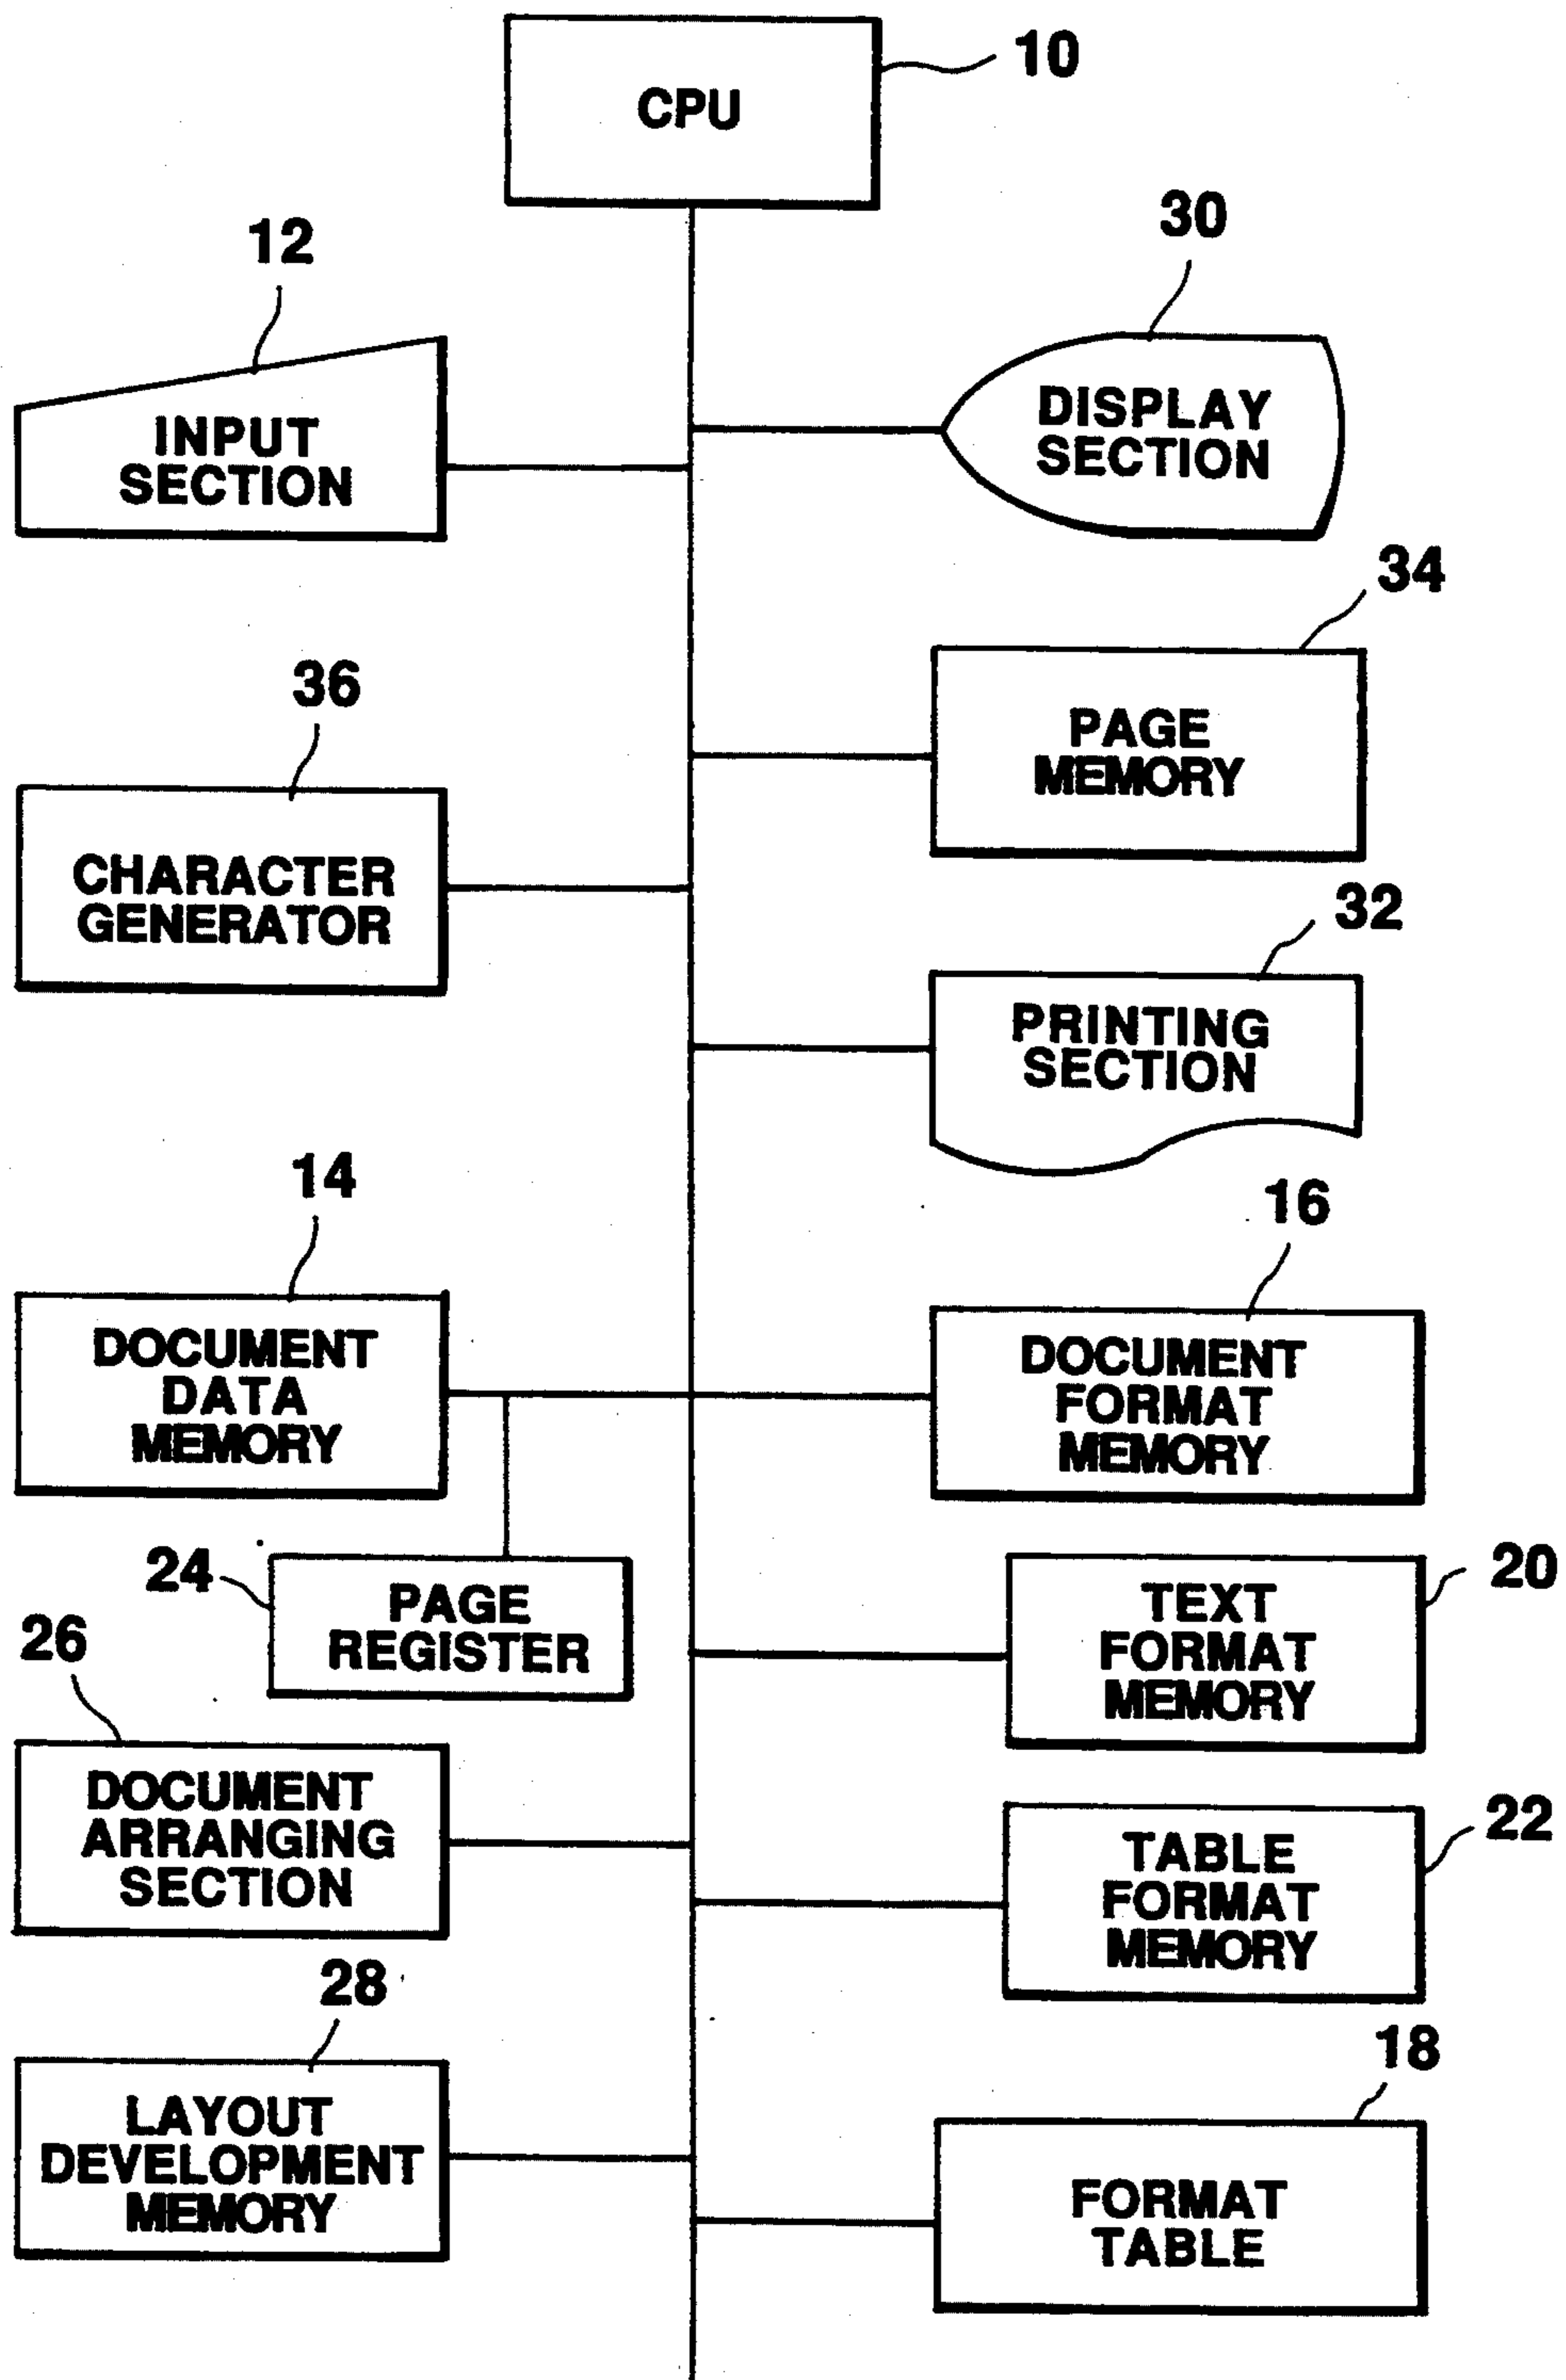 CPU
10
12
30
INPUT
SECTION
DISPLAY
SECTION
34
36
PAGE
MEMORY
CHARACTER
GENERATOR
32
PRINTING
SECTION
14
16
DOCUMENT
DATA
MEMORY
DOCUMENT
FORMAT
MEMORY
24
PAGE
REGISTER
20
TEXT
FORMAT
MEMORY
26
DOCUMENT
ARRANGING
SECTION
22
TABLE
FORMAT
MEMORY
28
LAYOUT
DEVELOPMENT
MEMORY
18
FORMAT
TABLE